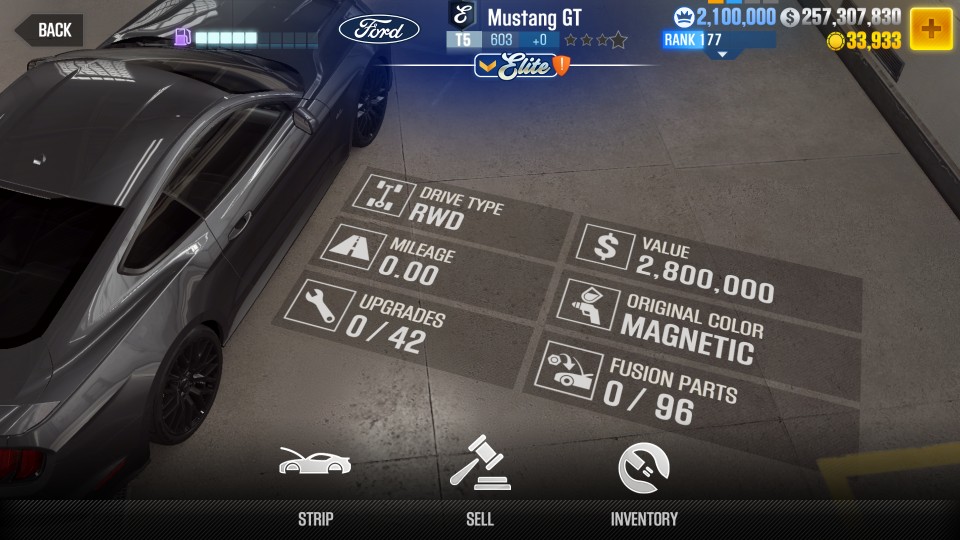 BACK
Ford
Mustang GT
T5 603 +0
Elite
2,100,000
257,307,830
RANK 177
33,933
DRIVE TYPE
RWD
MILEAGE
0.00
UPGRADES
0 / 42
VALUE
2,800,000
ORIGINAL COLOR
MAGNETIC
FUSION PARTS
0 / 96
STRIP
SELL
INVENTORY